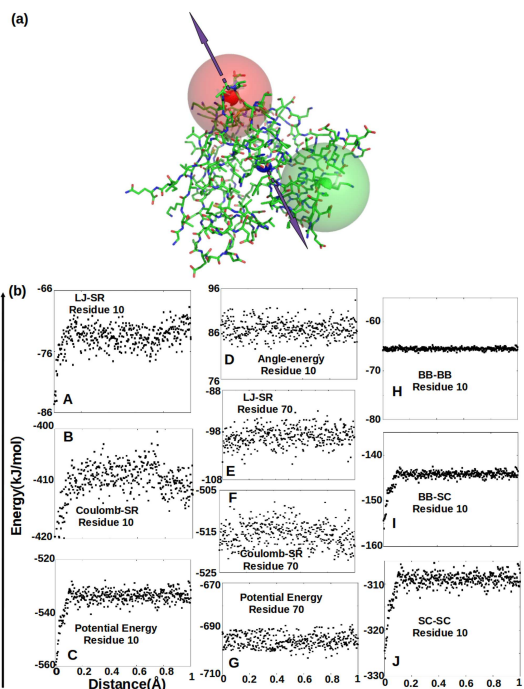 (a)
(b)
Energy(kJ/mol)
-66
-76
-86
LJ-SR
Residue 10
A
-400
-410
-420
B
Coulomb-SR
Residue 10
-520
-540
-560
Potential Energy
Residue 10
C
0 0.2 0.4 0.6 0.8 1
Distance(Å)
96
86
76
D
Angle-energy
Residue 10
-88
-98
-108
LJ-SR
Residue 70
E
-505
-515
-525
F
Coulomb-SR
Residue 70
-670
-690
-710
Potential Energy
Residue 70
G
0 0.2 0.4 0.6 0.8 1
-60
-70
-80
BB-BB
H
Residue 10
-140
-150
-160
BB-SC
I
Residue 10
-310
-320
-330
SC-SC
Residue 10
J
0 0.2 0.4 0.6 0.8 1